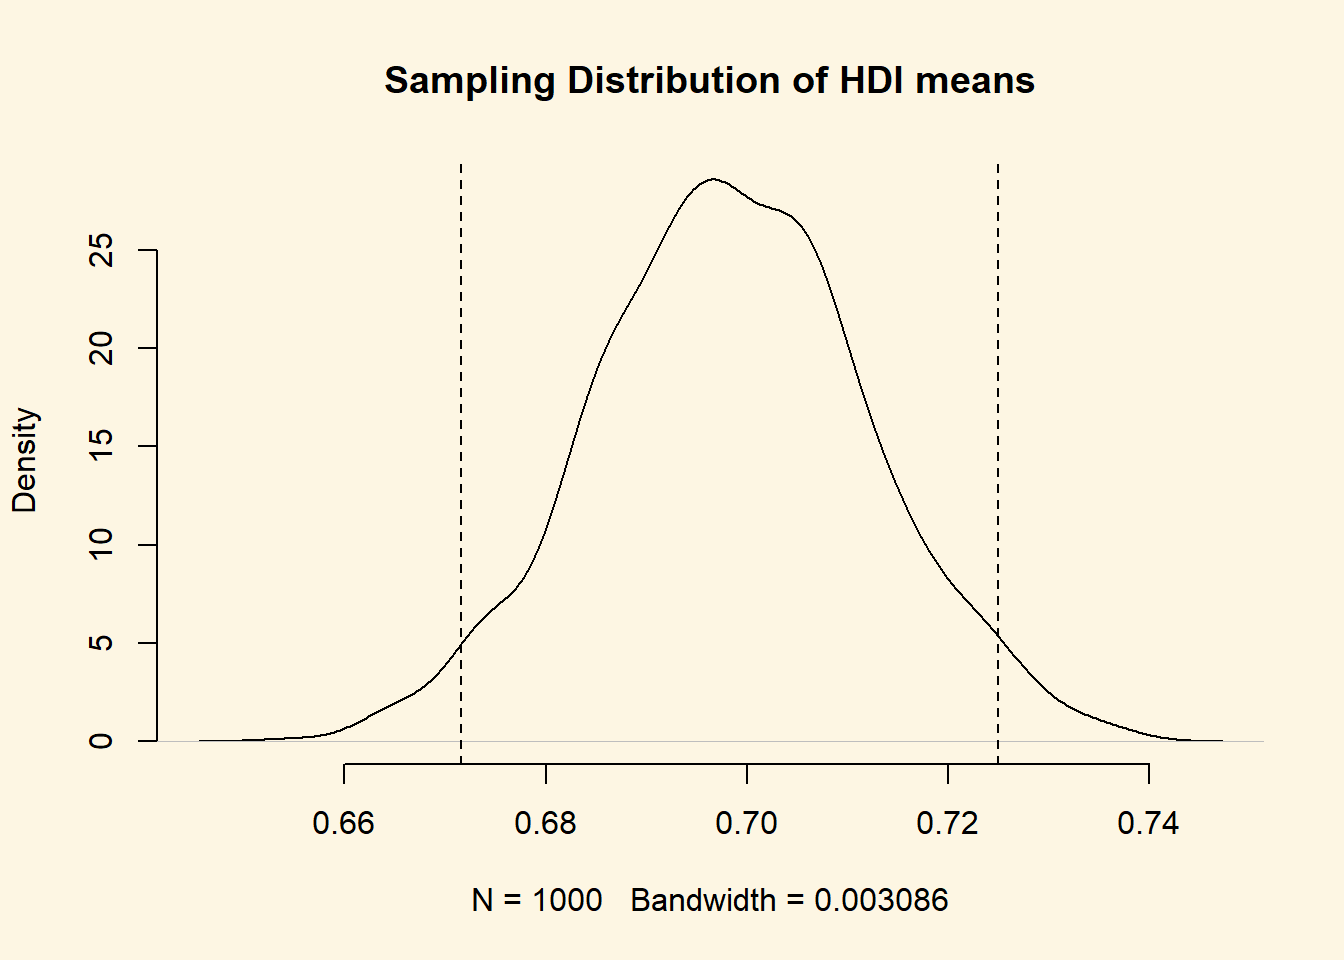 Sampling Distribution of HDI means
Density
25
20
15
10
5
0
0.66 0.68 0.70 0.72 0.74
N = 1000   Bandwidth = 0.003086